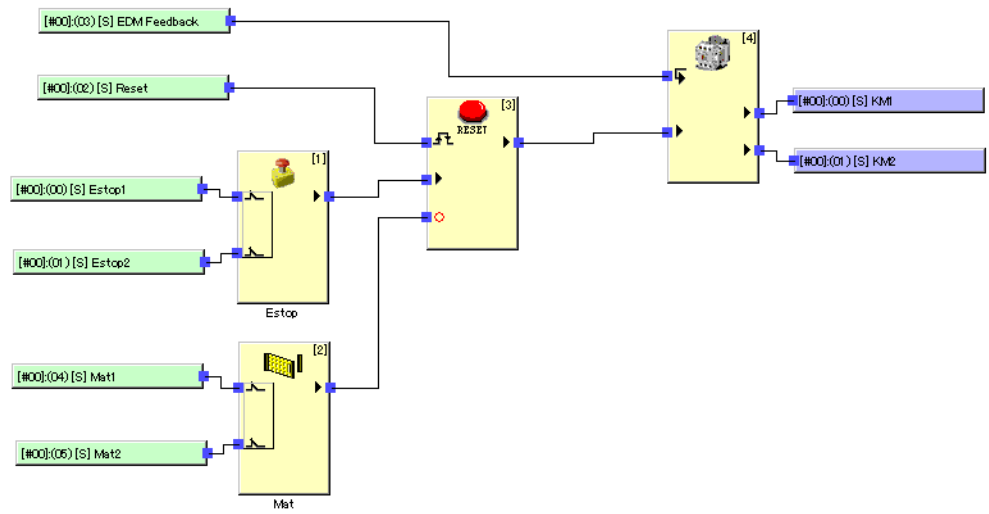 [#00]:(03) [S] EDM Feedback
[4]
[#00]:(02) [S] Reset
[3]
RESET
[#00]:(00) [S] KM1
[#00]:(01) [S] KM2
[1]
[#00]:(00) [S] Estop1
[#00]:(01) [S] Estop2
Estop
[2]
[#00]:(04) [S] Mat1
[#00]:(05) [S] Mat2
Mat